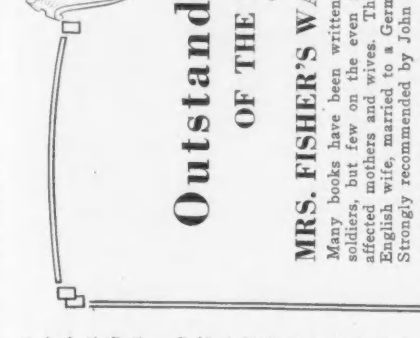 Outstand
OF THE
MRS. FISHER'S WA
Many books have been written
soldiers, but few on the even
affected mothers and wives. Th
English wife, married to a Germ
Strongly recommended by John